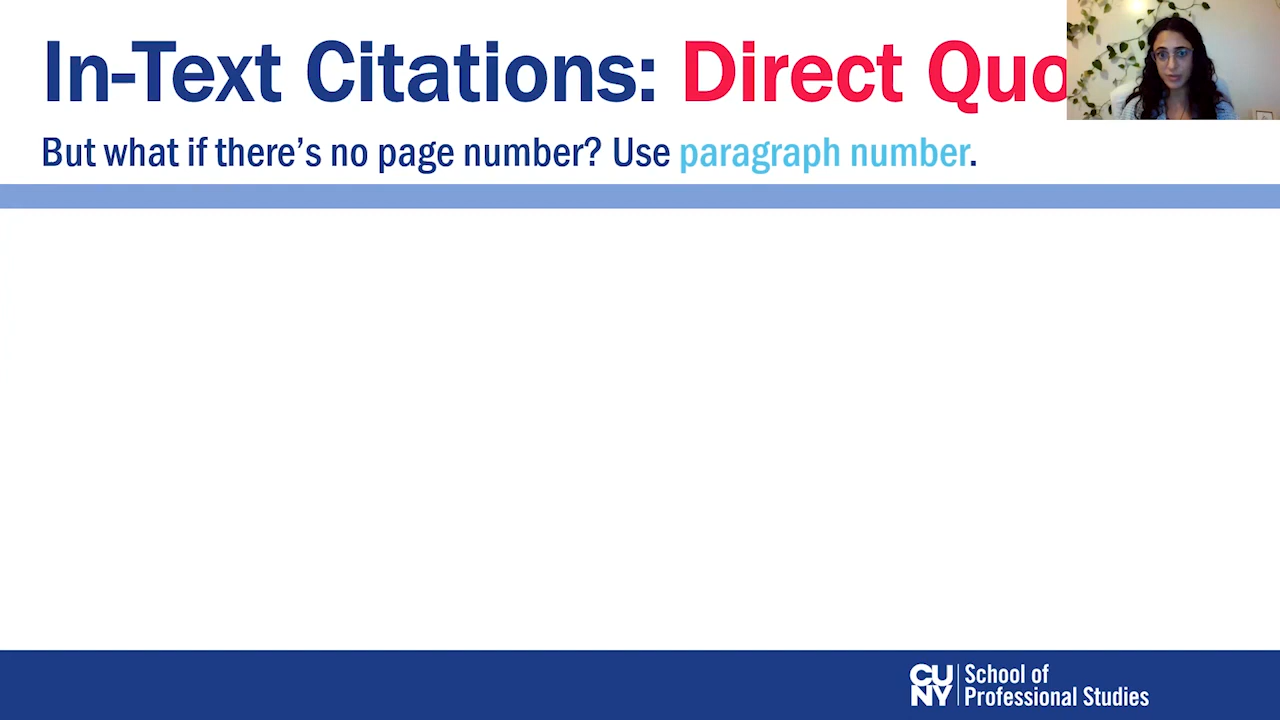 In-Text Citations: Direct Quo
But what if there's no page number? Use paragraph number.
CUNY
School of
Professional Studies